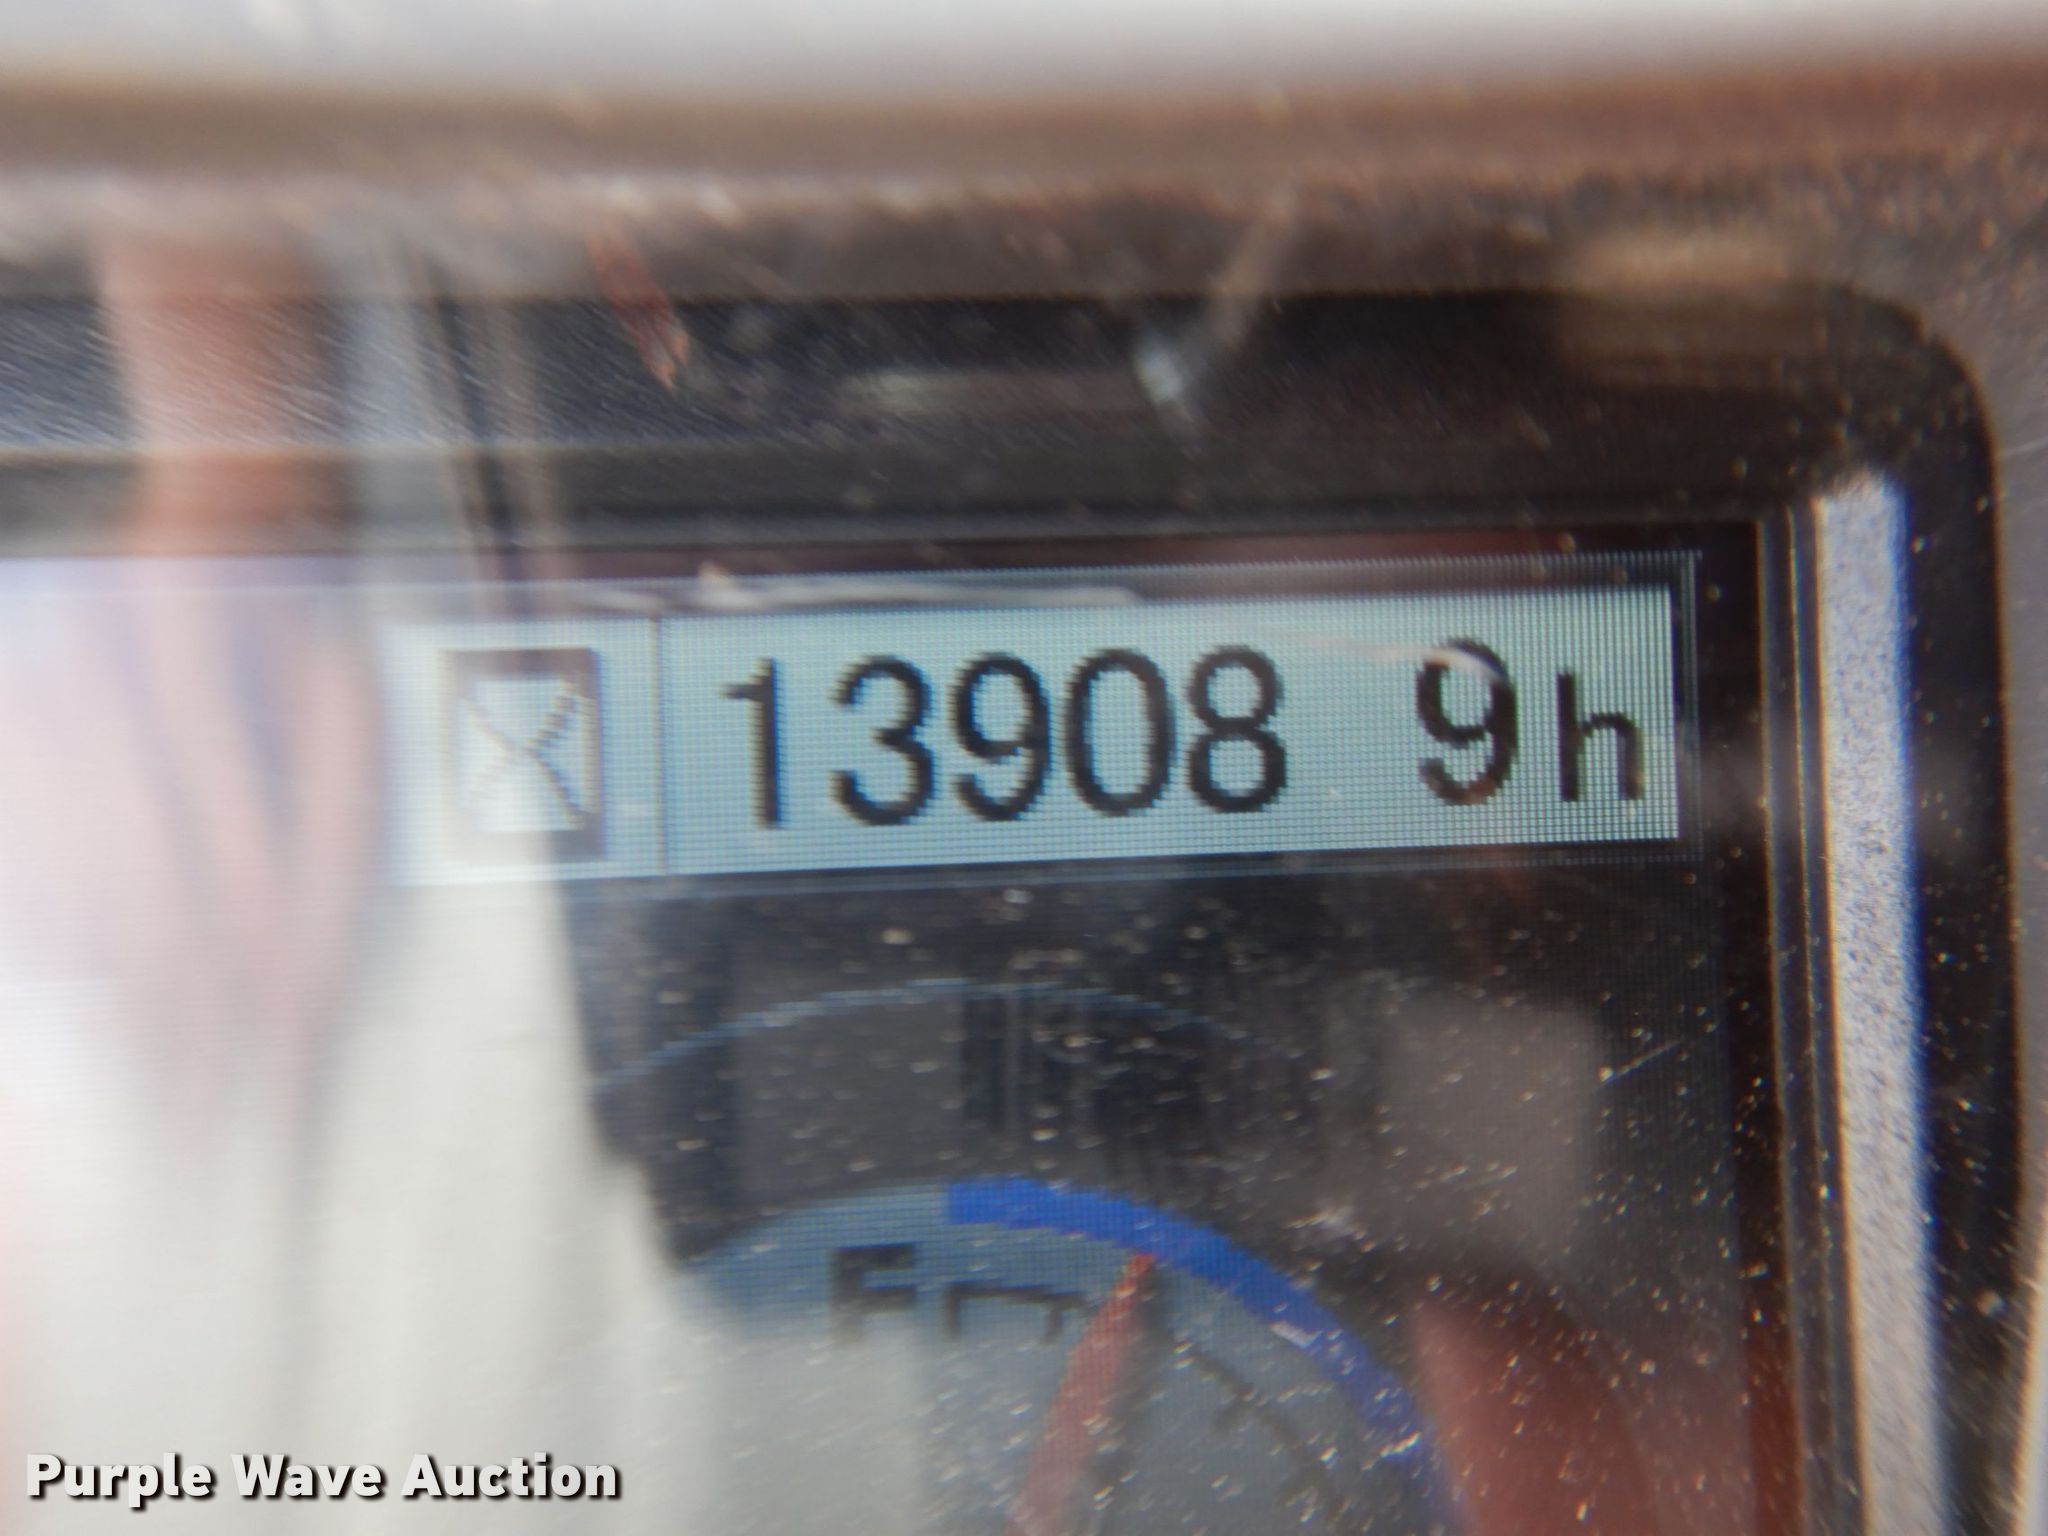 13908 9h
F
Purple Wave Auction